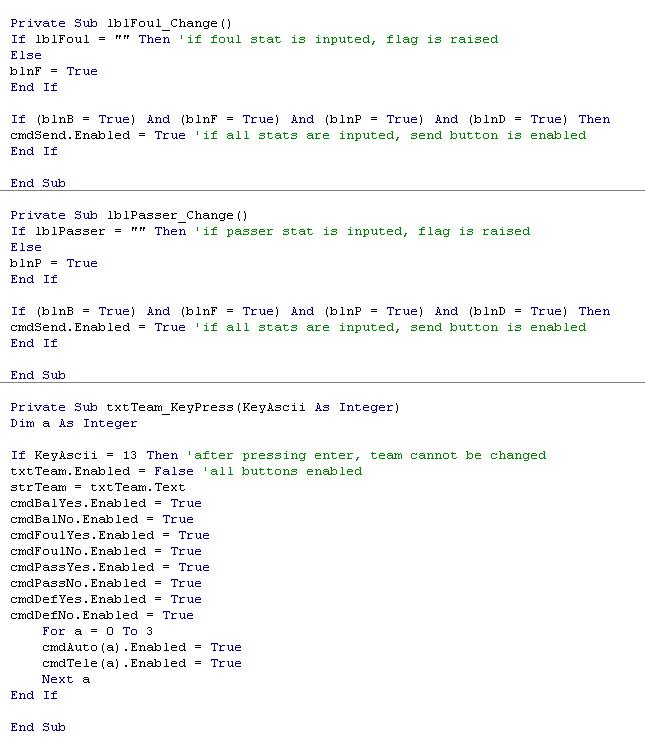 Private Sub lblFoul_Change()
If lblFoul = "" Then 'if foul stat is inputed, flag is raised
Else
blnF = True
End If
If (blnB = True) And (blnF = True) And (blnP = True) And (blnD = True) Then
cmdSend.Enabled = True 'if all stats are inputed, send button is enabled
End If
End Sub
Private Sub lblPasser_Change()
If lblPasser = "" Then 'if passer stat is inputed, flag is raised
Else
blnP = True
End If
If (blnB = True) And (blnF = True) And (blnP = True) And (blnD = True) Then
cmdSend.Enabled = True 'if all stats are inputed, send button is enabled
End If
End Sub
Private Sub txtTeam_KeyPress(KeyAscii As Integer)
Dim a As Integer
If KeyAscii = 13 Then 'after pressing enter, team cannot be changed
txtTeam.Enabled = False 'all buttons enabled
strTeam = txtTeam.Text
cmdBalYes.Enabled = True
cmdBalNo.Enabled = True
cmdFoulYes.Enabled = True
cmdFoulNo.Enabled = True
cmdPassYes.Enabled = True
cmdPassNo.Enabled = True
cmdDefYes.Enabled = True
cmdDefNo.Enabled = True
For a = 0 To 3
cmdAuto(a).Enabled = True
cmdTele(a).Enabled = True
Next a
End If
End Sub